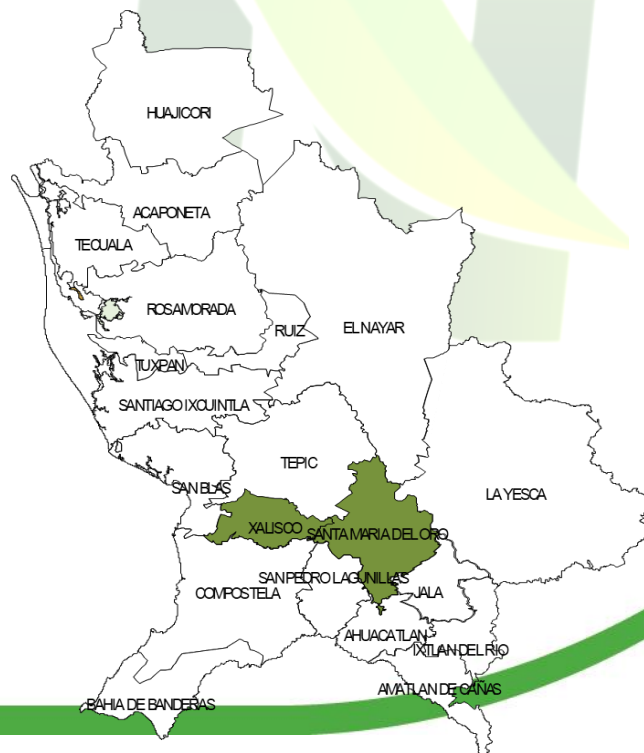 HUAJICORI
ACAPONETA
TECUALA
ROSAMORADA
RUIZ
EL NAYAR
TUXPAN
SANTIAGO IXCUINTLA
TEPIC
SAN BLAS
LA YESCA
XALISCO
SANTA MARIA DEL ORO
SAN PEDRO LAGUNILLAS
COMPOSTELA
JALA
AHUACATLAN
IXTLAN DEL RIO
AMATLAN DE CAÑAS
BAHIA DE BANDERAS